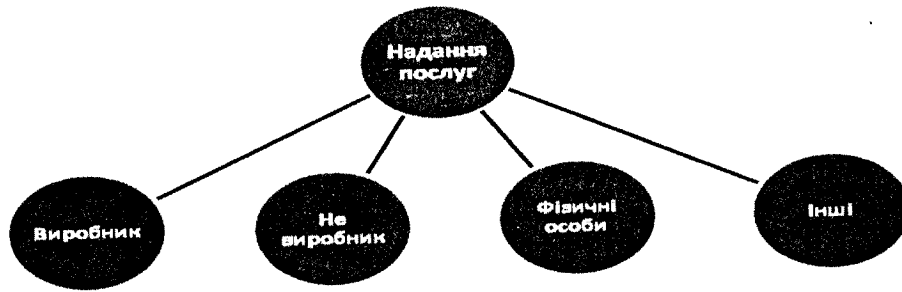 Надання
послуг
Виробник
Не
виробник
Фізичні
особи
Інші